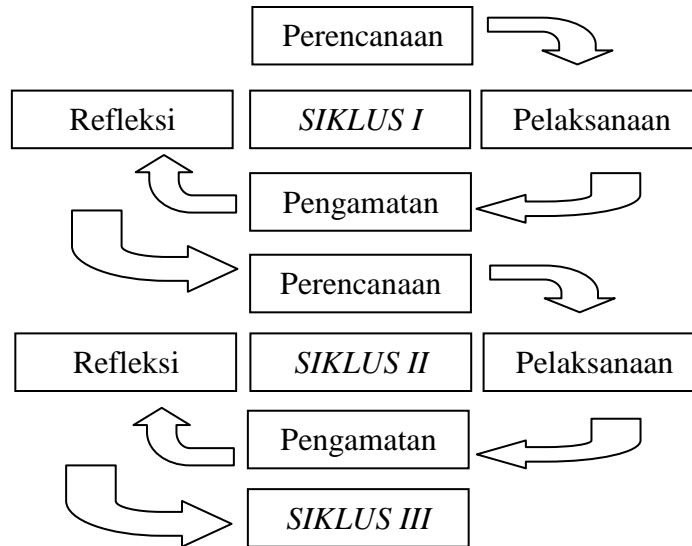 Perencanaan
Refleksi SIKLUS I Pelaksanaan
Pengamatan
Perencanaan
Refleksi SIKLUS II Pelaksanaan
Pengamatan
SIKLUS III